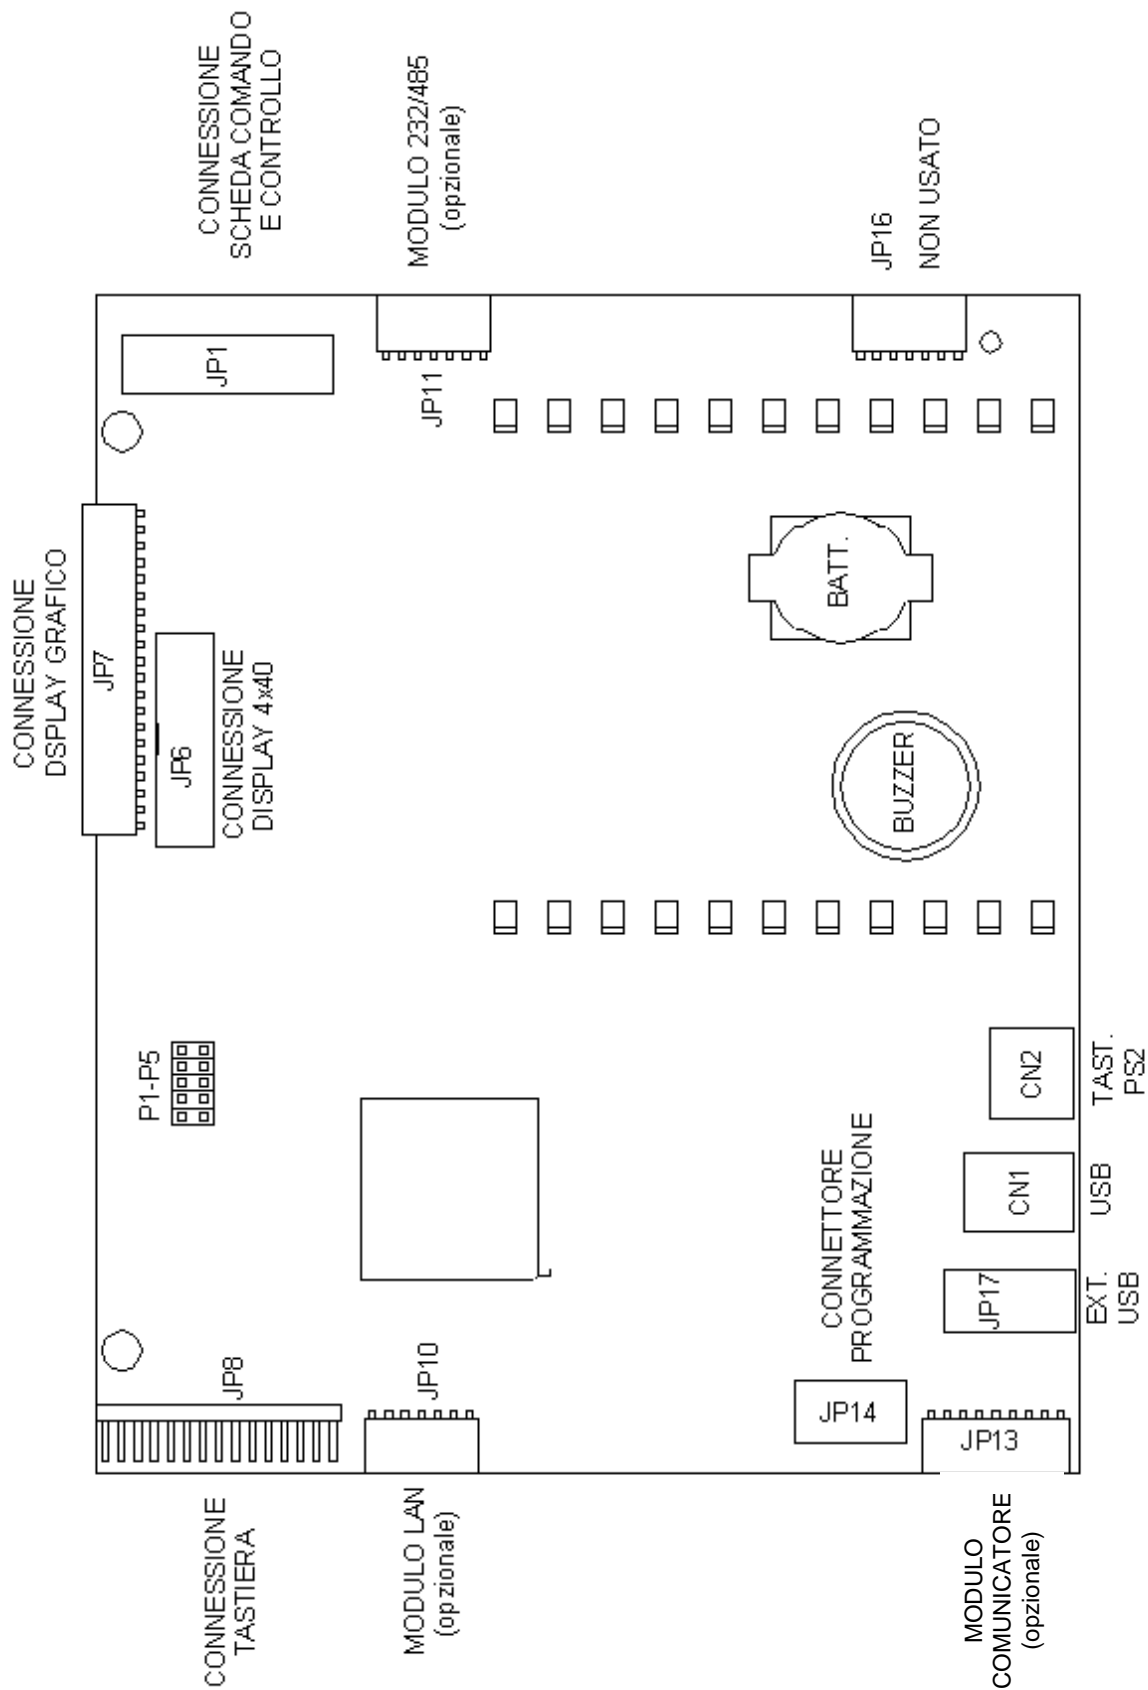 CONNESSIONE
TASTIERA
JP8
MODULO LAN
(opzionale)
JP10
MODULO
COMUNICATORE
(opzionale)
JP13
JP14
CONNETTORE
PROGRAMMAZIONE
JP17
EXT.
USB
CN1
USB
CN2
TAST.
PS2
P1-P5
CONNESSIONE
DSPLAY GRAFICO
JP7
JP6
CONNESSIONE
DISPLAY 4x40
BUZZER
BATT.
JP1
CONNESSIONE
SCHEDA COMANDO
E CONTROLLO
JP11
MODULO 232/485
(opzionale)
JP16
NON USATO